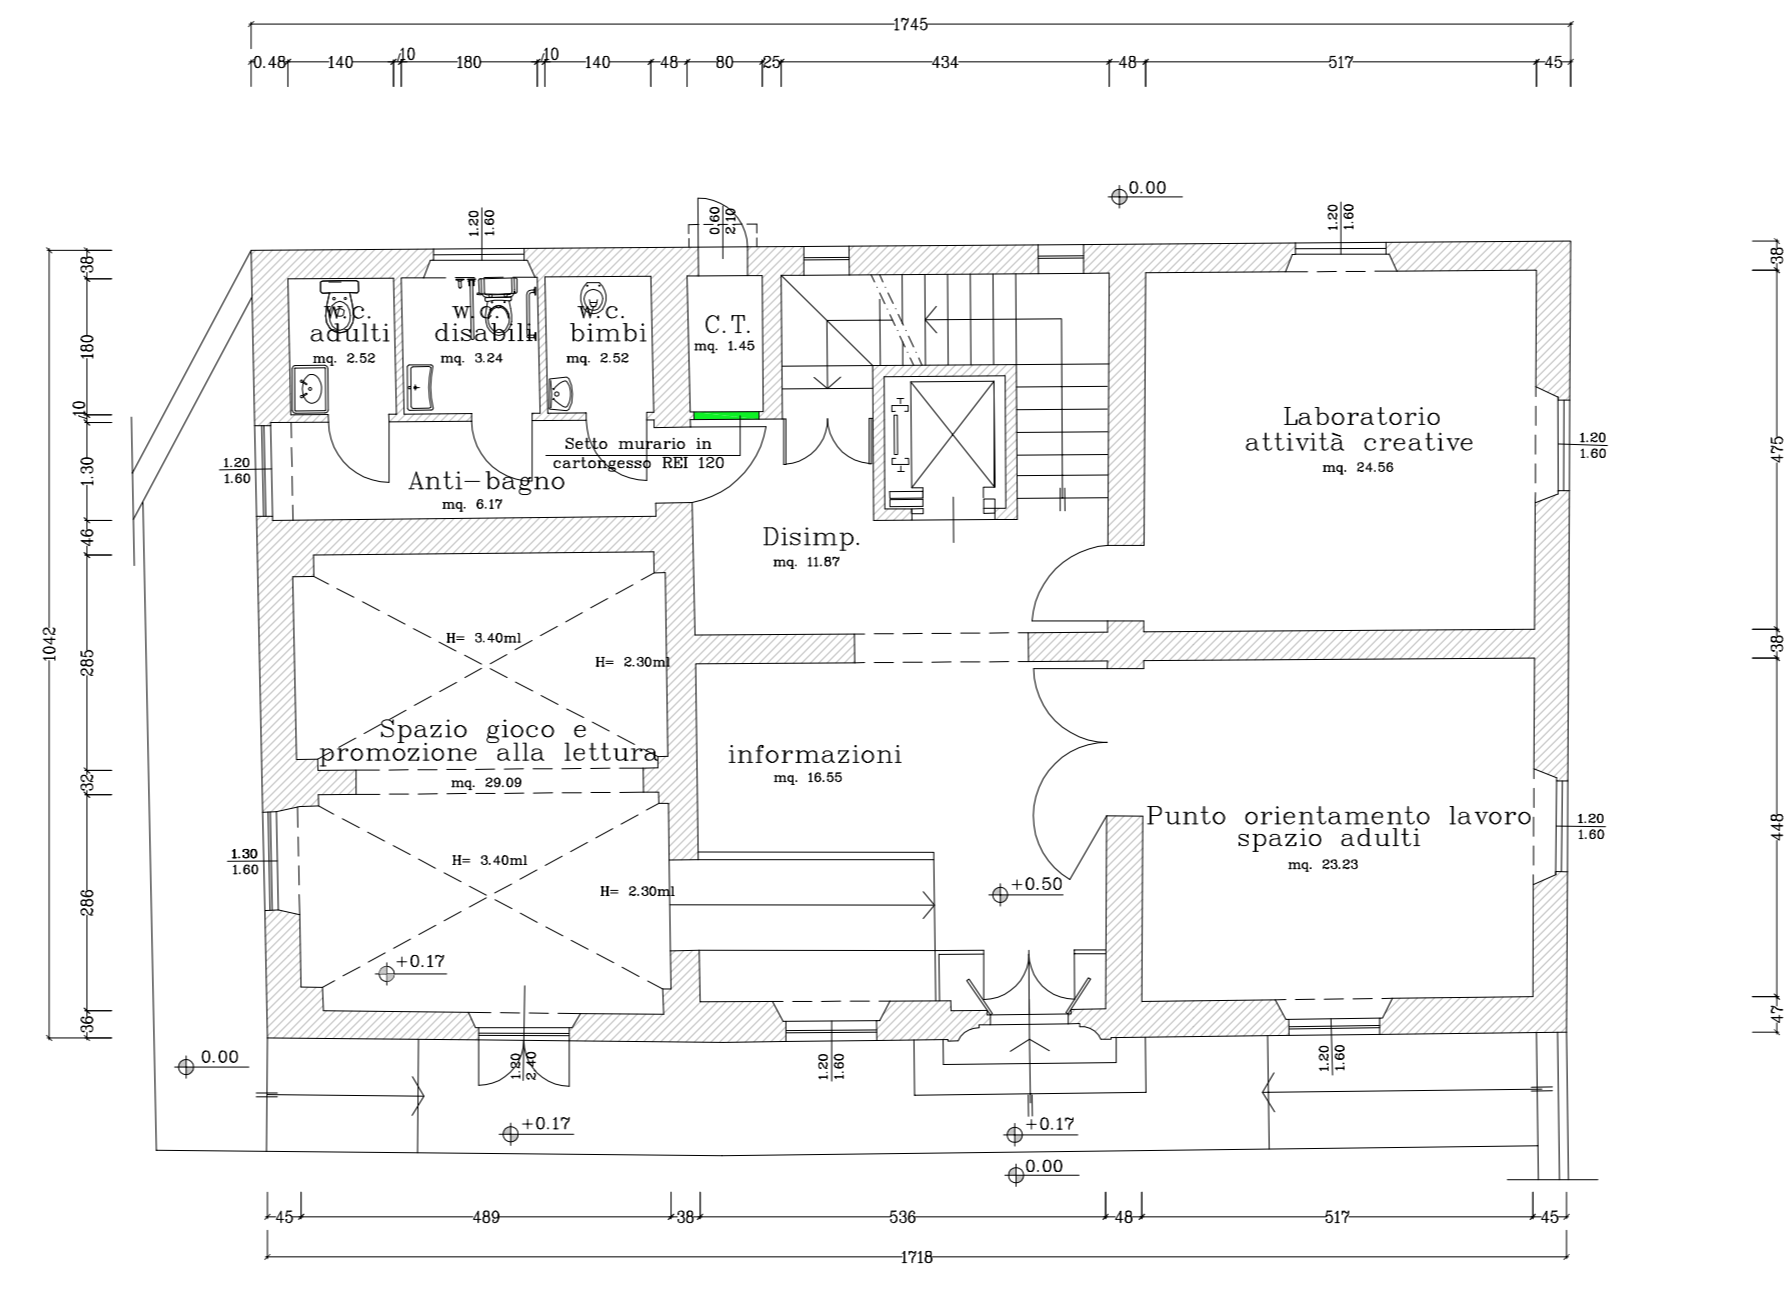 1745
0.48 140 10 180 10 140 48 80 25 434 48 517 45
0.00
1.20
1.60
0.60
2.10
1.20
1.60
38
180
10
1.30
46
285
32
286
36
1042
38
475
38
448
47
w.c.
adulti
mq. 2.52
w.c.
disabili
mq. 3.24
w.c.
bimbi
mq. 2.52
C.T.
mq. 1.45
Setto murario in
cartongesso REI 120
1.20
1.60
Anti-bagno
mq. 6.17
Disimp.
mq. 11.87
Laboratorio
attività creative
mq. 24.56
1.20
1.60
H= 3.40ml
H= 2.30ml
Spazio gioco e
promozione alla lettura
mq. 29.09
informazioni
mq. 16.55
Punto orientamento lavoro
spazio adulti
mq. 23.23
1.20
1.60
1.30
1.60
H= 3.40ml
H= 2.30ml
+0.50
+0.17
0.00
1.20
2.40
1.20
1.60
1.20
1.60
+0.17
+0.17
0.00
45 489 38 536 48 517 45
1718